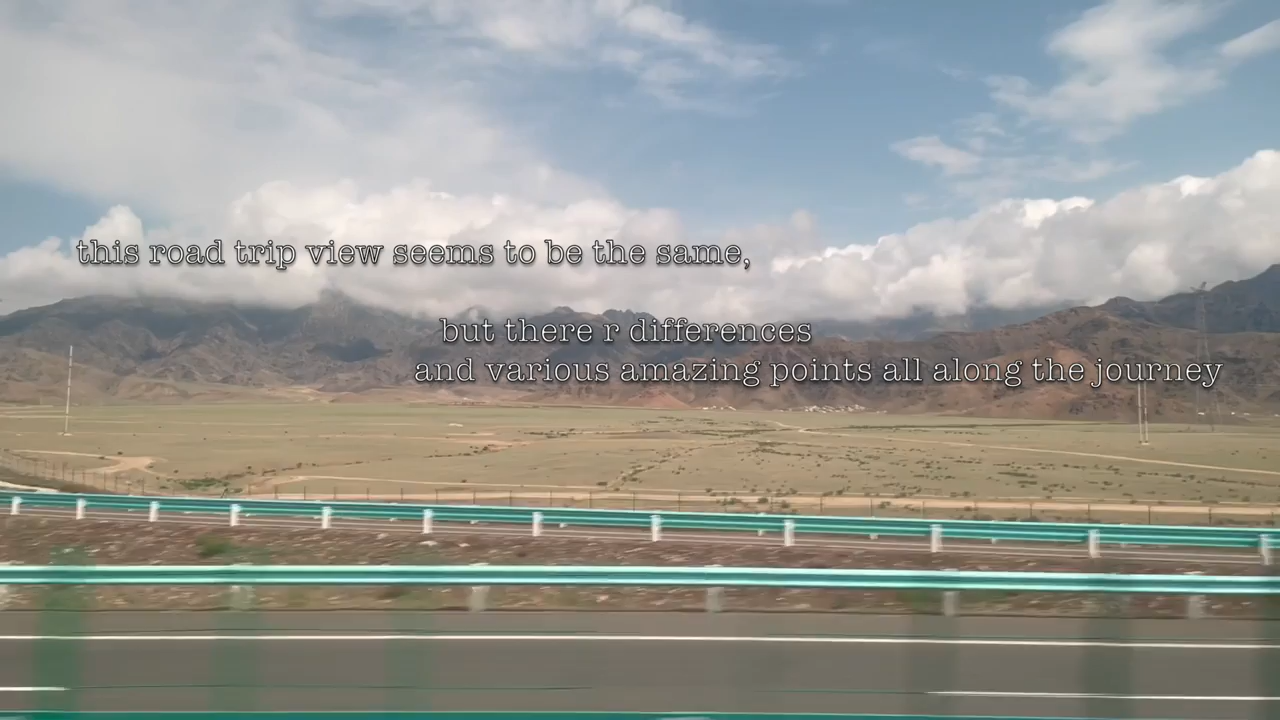 this road trip view seems to be the same,
but there r differences
and various amazing points all along the journey